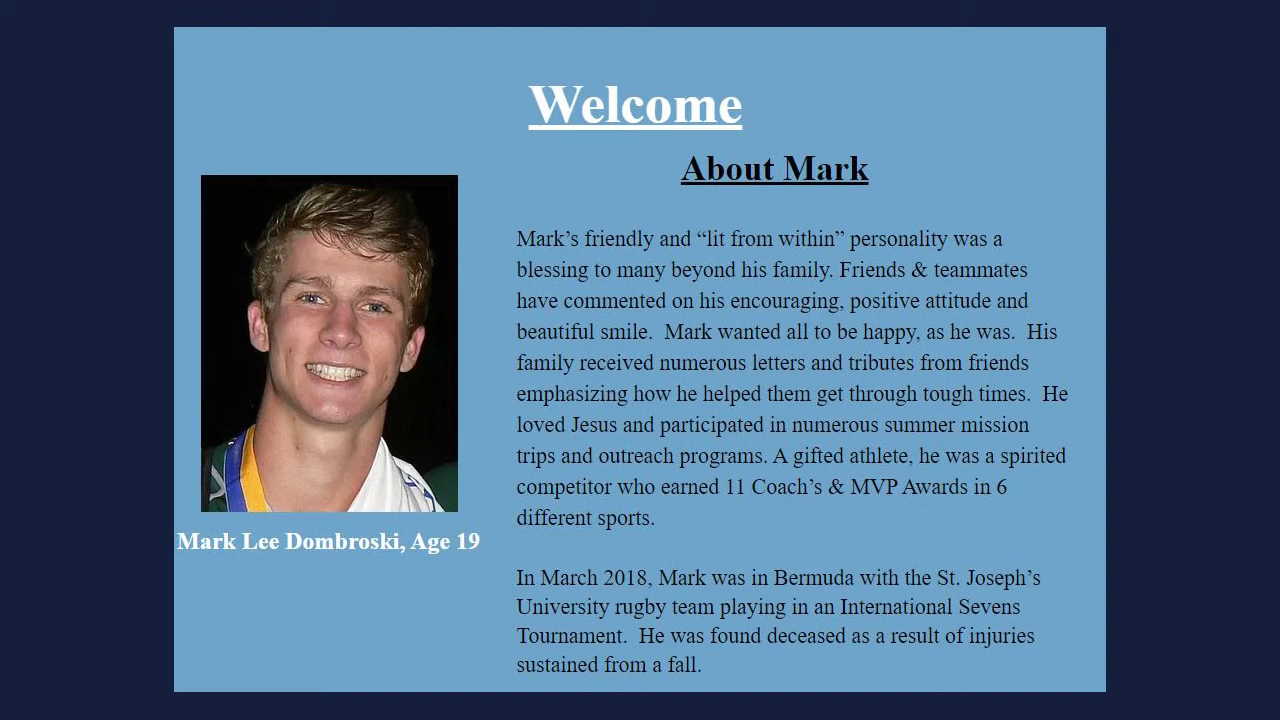 Welcome
About Mark
Mark’s friendly and “lit from within” personality was a
blessing to many beyond his family. Friends & teammates
have commented on his encouraging, positive attitude and
beautiful smile.  Mark wanted all to be happy, as he was.  His
family received numerous letters and tributes from friends
emphasizing how he helped them get through tough times.  He
loved Jesus and participated in numerous summer mission
trips and outreach programs. A gifted athlete, he was a spirited
competitor who earned 11 Coach’s & MVP Awards in 6
different sports.
In March 2018, Mark was in Bermuda with the St. Joseph’s
University rugby team playing in an International Sevens
Tournament.  He was found deceased as a result of injuries
sustained from a fall.
Mark Lee Dombroski, Age 19